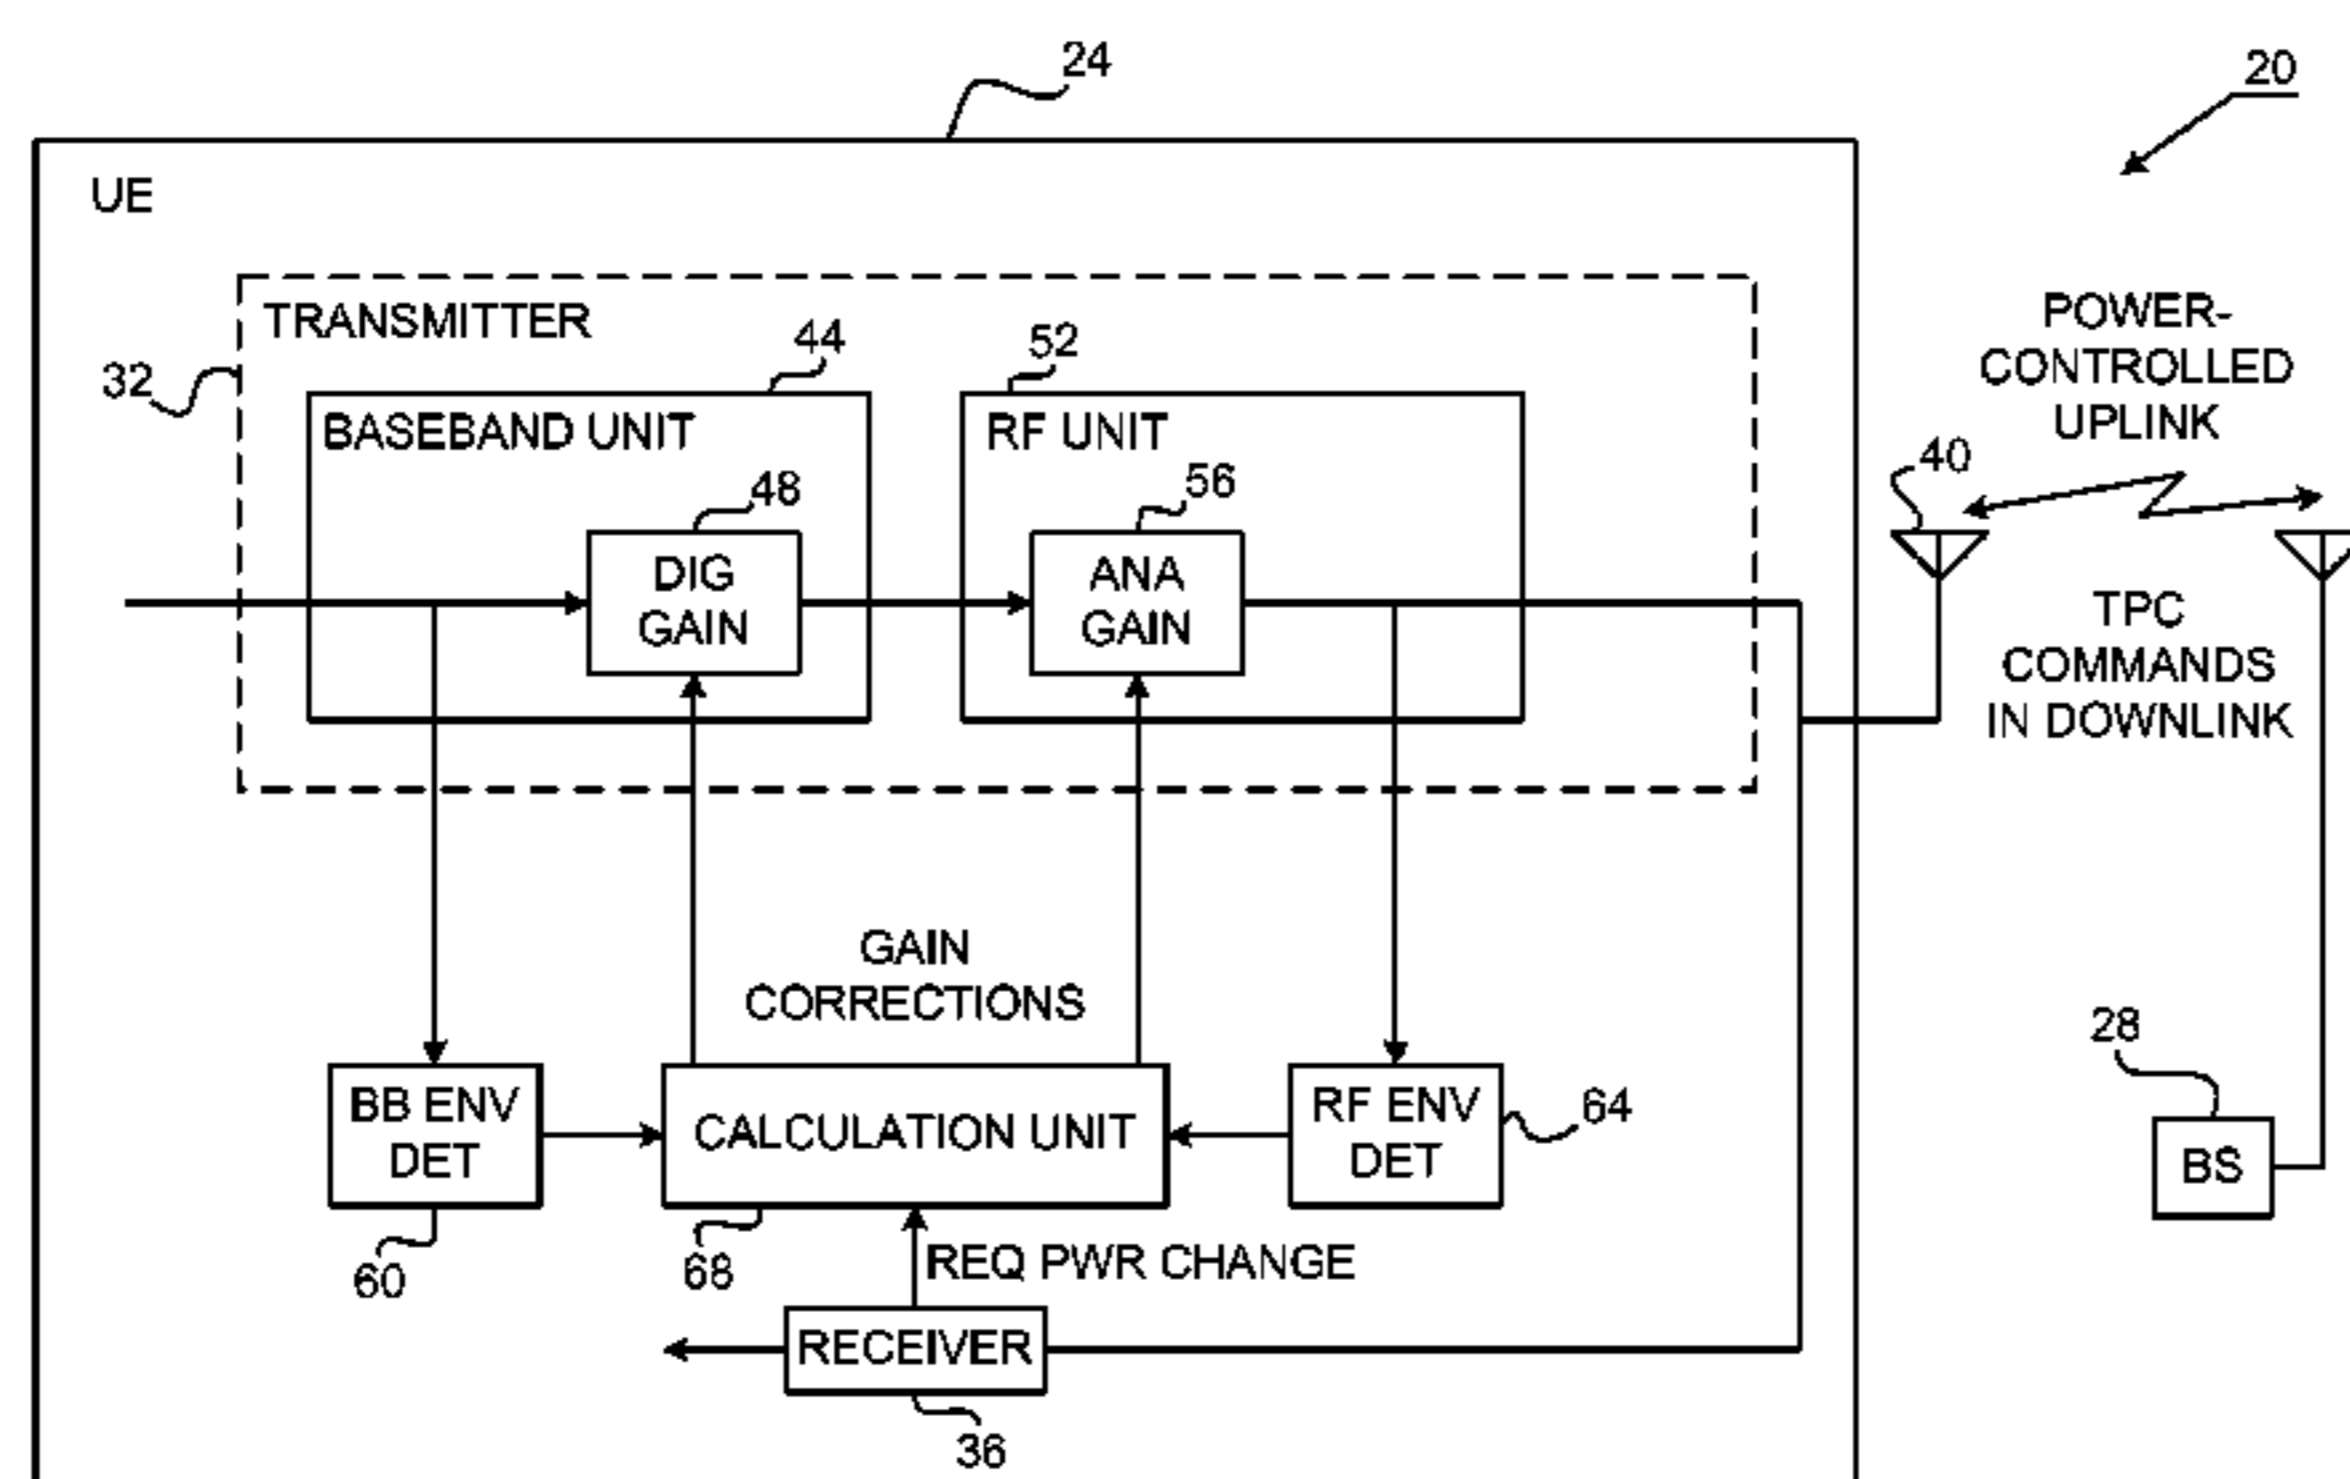 24
20
UE
TRANSMITTER
32
44
52
BASEBAND UNIT
RF UNIT
48
56
DIG
GAIN
ANA
GAIN
POWER-
CONTROLLED
UPLINK
40
TPC
COMMANDS
IN DOWNLINK
GAIN
CORRECTIONS
28
BS
BB ENV
DET
60
CALCULATION UNIT
68
RF ENV
DET
64
REQ PWR CHANGE
RECEIVER
36